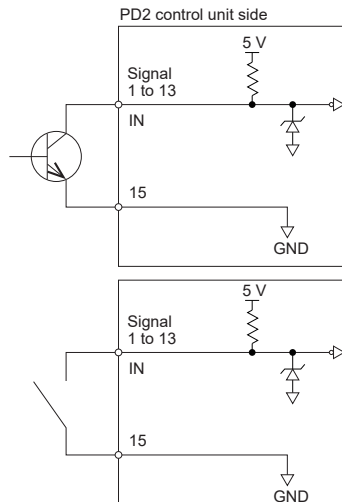 PD2 control unit side
5 V
Signal
1 to 13
IN
15
GND
5 V
Signal
1 to 13
IN
15
GND